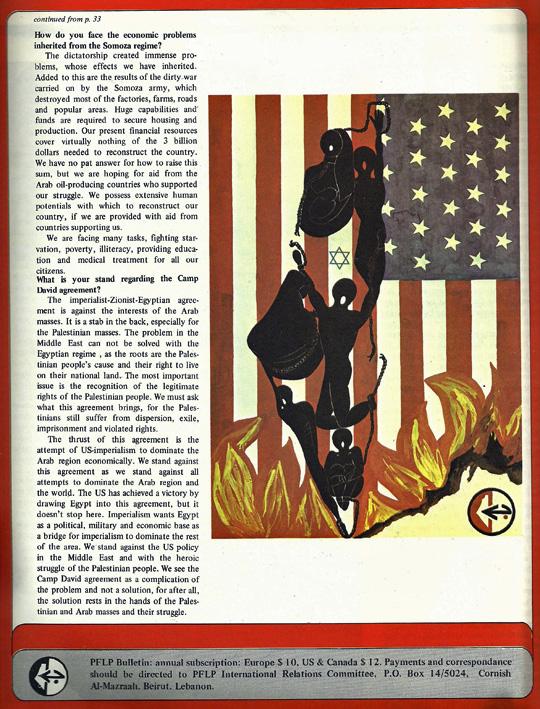 continued from p. 33
How do you face the economic problems
inherited from the Somoza regime?
The dictatorship created immense pro-
blems, whose effects we have inherited.
Added to this are the results of the dirty war
carried on by the Somoza army, which
destroyed most of the factories, farms, roads
and popular areas. Huge capabilities and
funds are required to secure housing and
production. Our present financial resources
cover virtually nothing of the 3 billion
dollars needed to reconstruct the country.
We have no pat answer for how to raise this
sum, but we are hoping for aid from the
Arab oil-producing countries who supported
our struggle. We possess extensive human
potentials with which to reconstruct our
country, if we are provided with aid from
countries supporting us.
We are facing many tasks, fighting star-
vation, poverty, illiteracy, providing educa-
tion and medical treatment for all our
citizens.
What is your stand regarding the Camp
David agreement?
The imperialist-Zionist-Egyptian agree-
ment is against the interests of the Arab
masses. It is a stab in the back, especially for
the Palestinian masses. The problem in the
Middle East can not be solved with the
Egyptian regime , as the roots are the Pales-
tinian people's cause and their right to live
on their national land. The most important
issue is the recognition of the legitimate
rights of the Palestinian people. We must ask
what this agreement brings, for the Pales-
tinians still suffer from dispersion, exile,
imprisonment and violated rights.
The thrust of this agreement is the
attempt of US-imperialism to dominate the
Arab region economically. We stand against
this agreement as we stand against all
attempts to dominate the Arab region and
the world. The US has achieved a victory by
drawing Egypt into this agreement, but it
doesn't stop here. Imperialism wants Egypt
as a political, military and economic base as
a bridge for imperialism to dominate the rest
of the area. We stand against the US policy
in the Middle East and with the heroic
struggle of the Palestinian people. We see the
Camp David agreement as a complication of
the problem and not a solution, for after all,
the solution rests in the hands of the Pales-
tinian and Arab masses and their struggle.
PFLP Bulletin: annual subscription: Europe $ 10, US & Canada $ 12. Payments and correspondance
should be directed to PFLP International Relations Committee, P.O. Box 14/5024, Cornish
Al-Mazraah, Beirut, Lebanon.